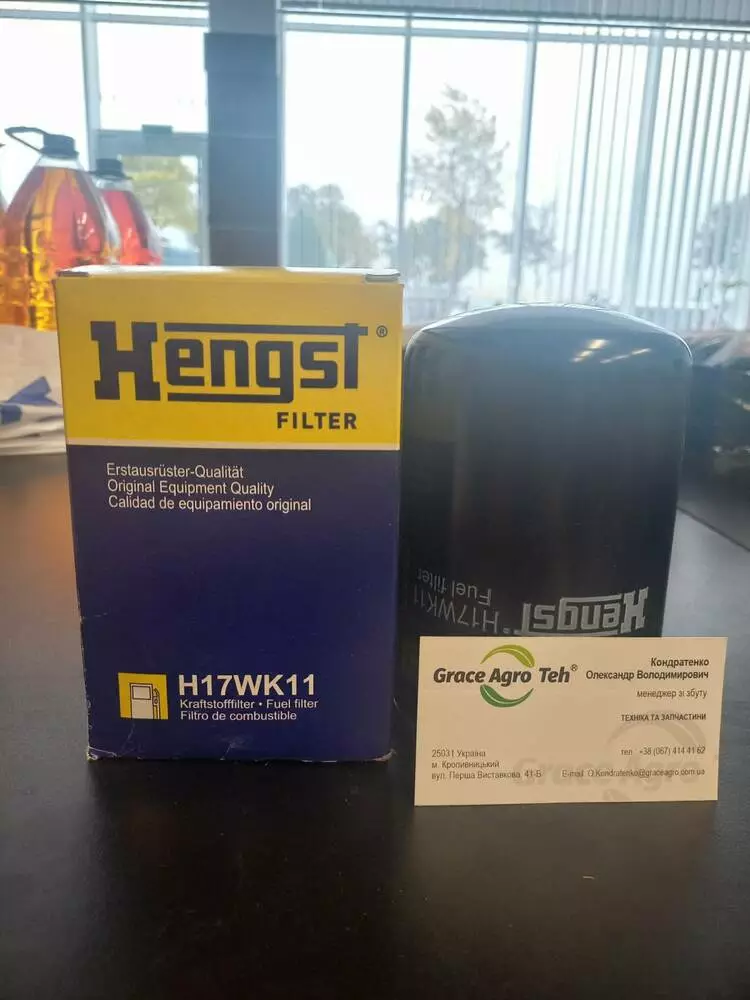 Hengst®
FILTER
Erstausrüster-Qualität
Original Equipment Quality
Calidad de equipamiento original
H17WK11
Kraftstofffilter • Fuel filter
Filtro de combustible
Hengst®
H17WK11
Fuel filter
Grace Agro Teh®
Кондратенко
Олександр Володимирович
менеджер зі збуту
ТЕХНІКА ТА ЗАПЧАСТИНИ
25031 Україна
м. Кропивницький
вул. Перша Виставкова, 41-Б
тел.: +38 (067) 414 41 62
E-mail: O.Kondratenko@graceagro.com.ua
Grace Agro